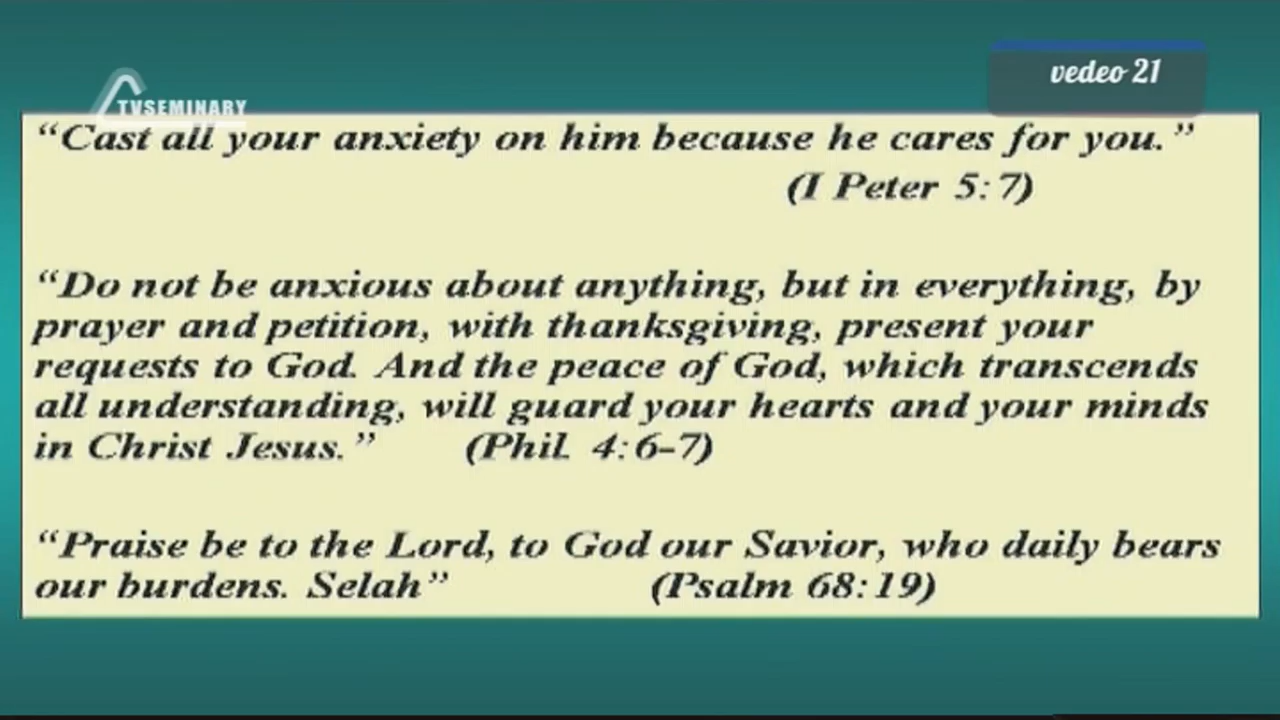 vedeo 21
TVSEMINARY
“Cast all your anxiety on him because he cares for you.”
(I Peter 5:7)
“Do not be anxious about anything, but in everything, by
prayer and petition, with thanksgiving, present your
requests to God. And the peace of God, which transcends
all understanding, will guard your hearts and your minds
in Christ Jesus.” (Phil. 4:6-7)
“Praise be to the Lord, to God our Savior, who daily bears
our burdens. Selah” (Psalm 68:19)